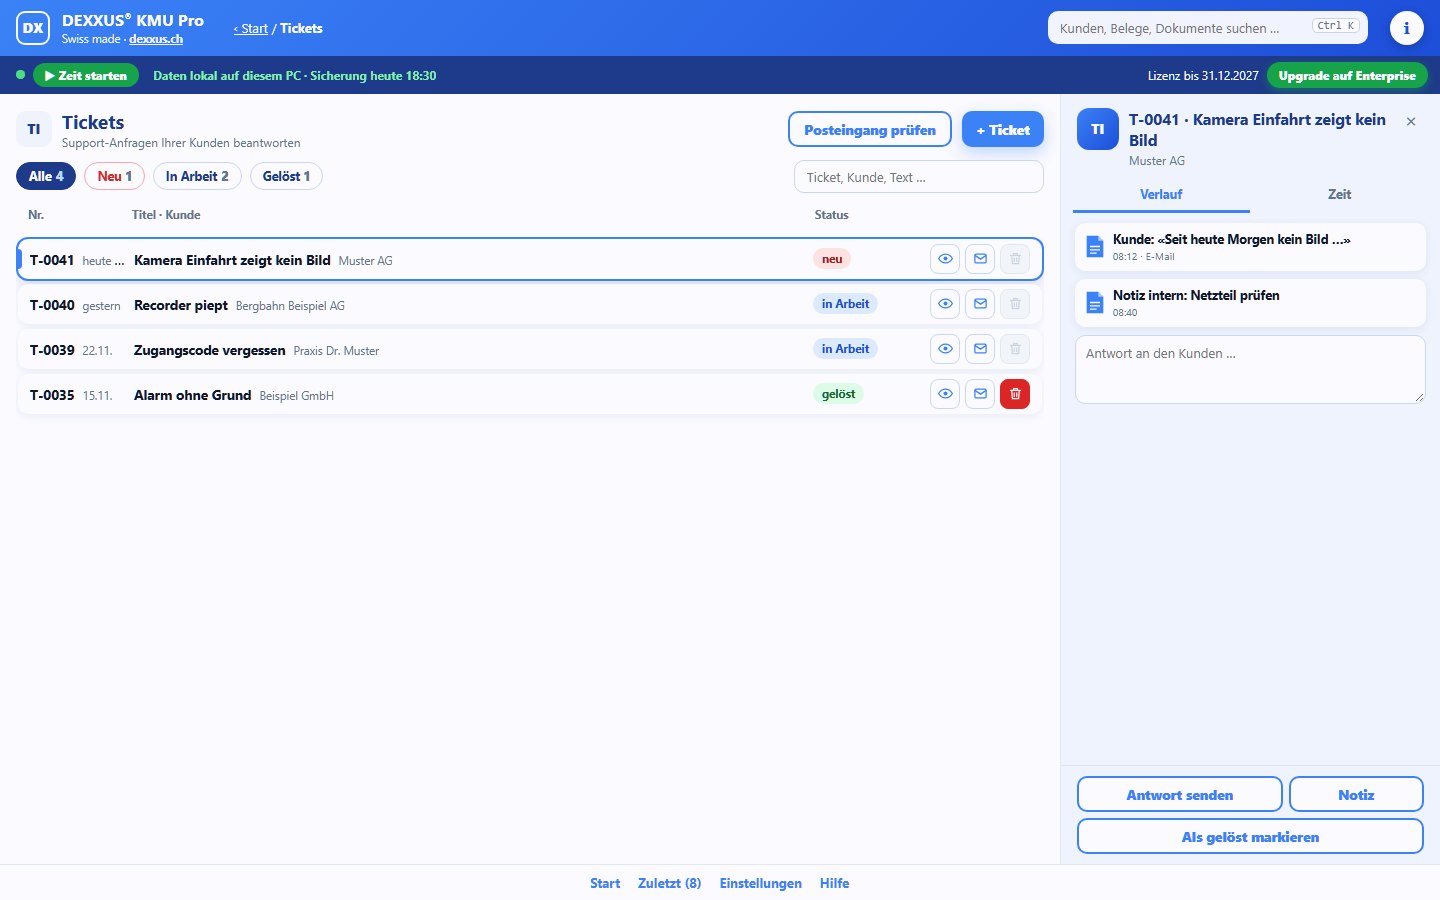 DX DEXXUS® KMU Pro
Swiss made · dexxus.ch
‹ Start / Tickets
Kunden, Belege, Dokumente suchen ... Ctrl K
i
▶ Zeit starten Daten lokal auf diesem PC · Sicherung heute 18:30
Lizenz bis 31.12.2027 Upgrade auf Enterprise
TI Tickets
Support-Anfragen Ihrer Kunden beantworten
Posteingang prüfen + Ticket
Alle 4 Neu 1 In Arbeit 2 Gelöst 1
Ticket, Kunde, Text ...
Nr. Titel · Kunde Status
T-0041 heute ... Kamera Einfahrt zeigt kein Bild Muster AG neu
T-0040 gestern Recorder piept Bergbahn Beispiel AG in Arbeit
T-0039 22.11. Zugangscode vergessen Praxis Dr. Muster in Arbeit
T-0035 15.11. Alarm ohne Grund Beispiel GmbH gelöst
TI T-0041 · Kamera Einfahrt zeigt kein ×
Bild
Muster AG
Verlauf Zeit
Kunde: «Seit heute Morgen kein Bild ...»
08:12 · E-Mail
Notiz intern: Netzteil prüfen
08:40
Antwort an den Kunden ...
Antwort senden Notiz
Als gelöst markieren
Start Zuletzt (8) Einstellungen Hilfe